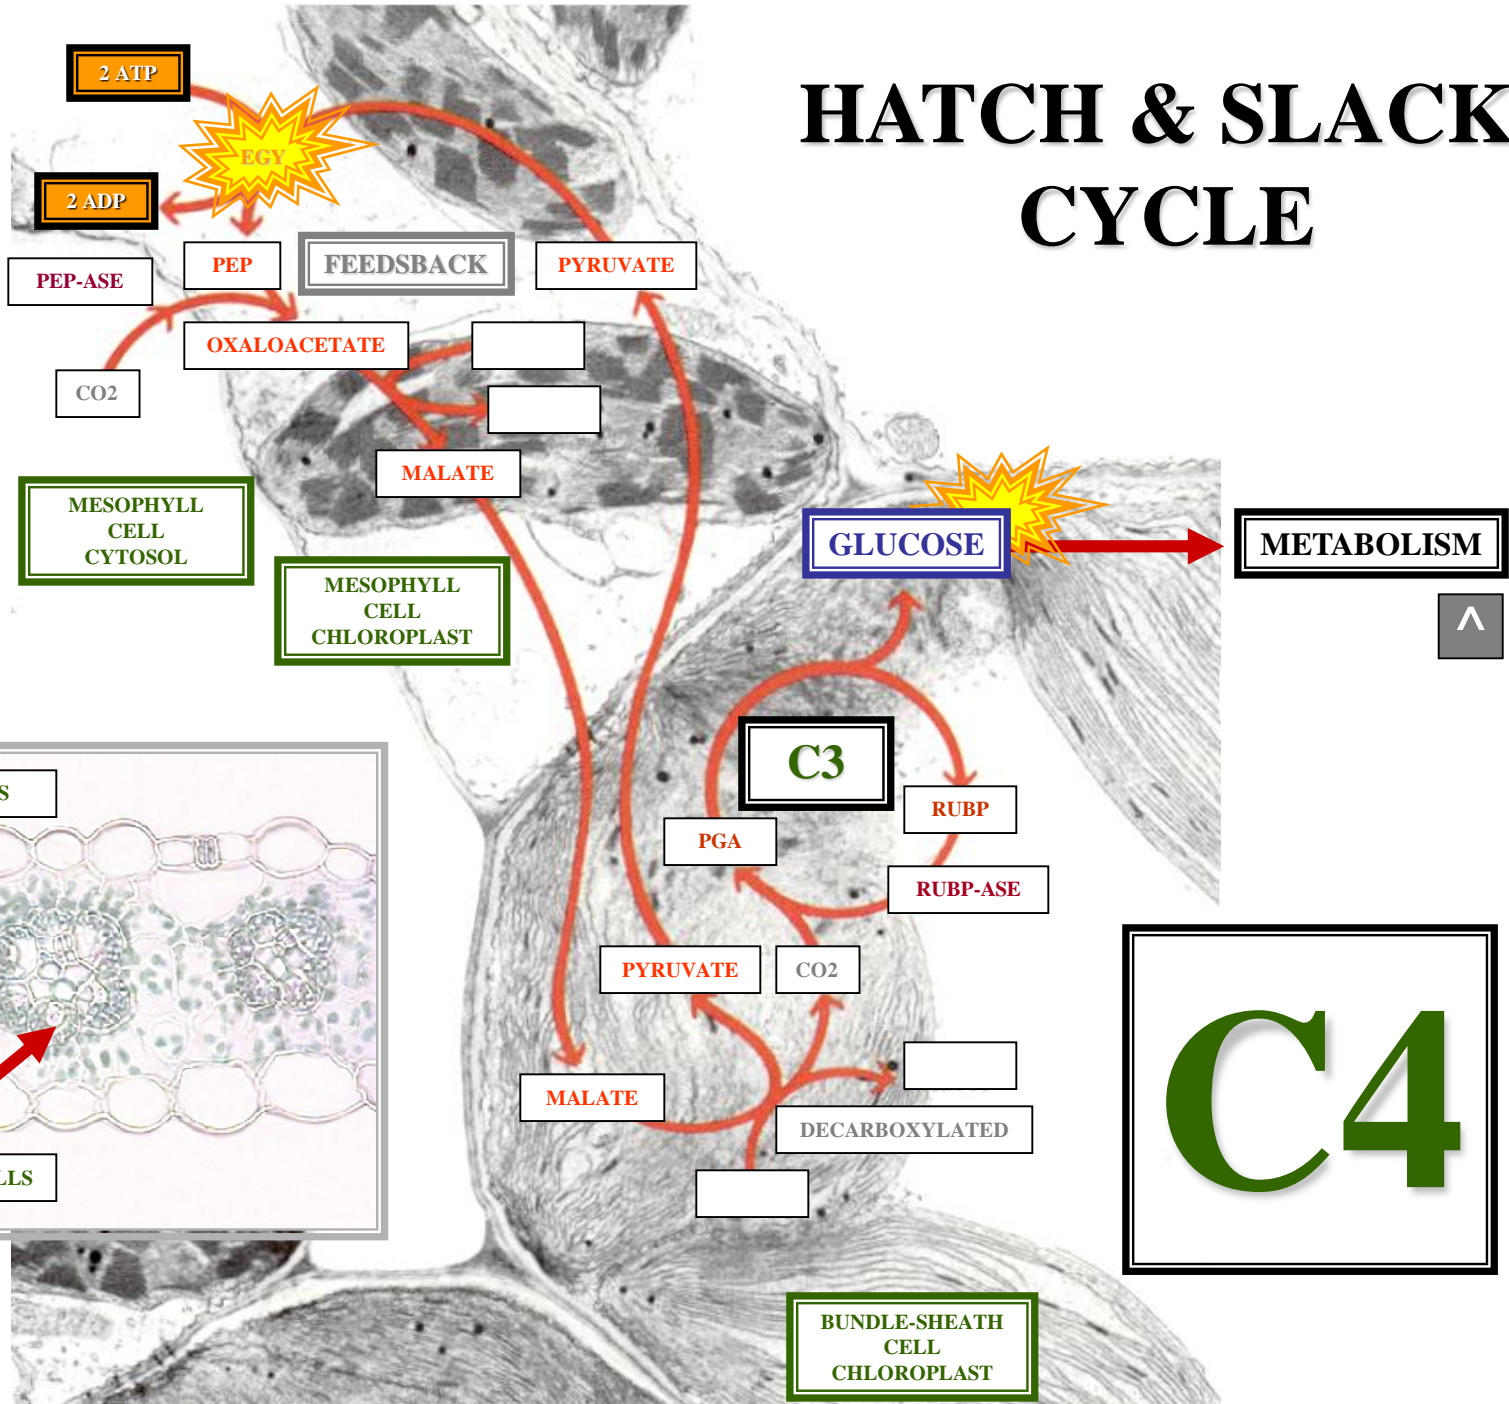 HATCH & SLACK
CYCLE
2 ATP
EGY
2 ADP
PEP-ASE
PEP
FEEDSBACK
PYRUVATE
OXALOACETATE
CO2
MALATE
MESOPHYLL
CELL
CYTOSOL
MESOPHYLL
CELL
CHLOROPLAST
GLUCOSE
METABOLISM
^
C3
S
RUBP
PGA
RUBP-ASE
PYRUVATE
CO2
MALATE
DECARBOXYLATED
LLS
C4
BUNDLE-SHEATH
CELL
CHLOROPLAST